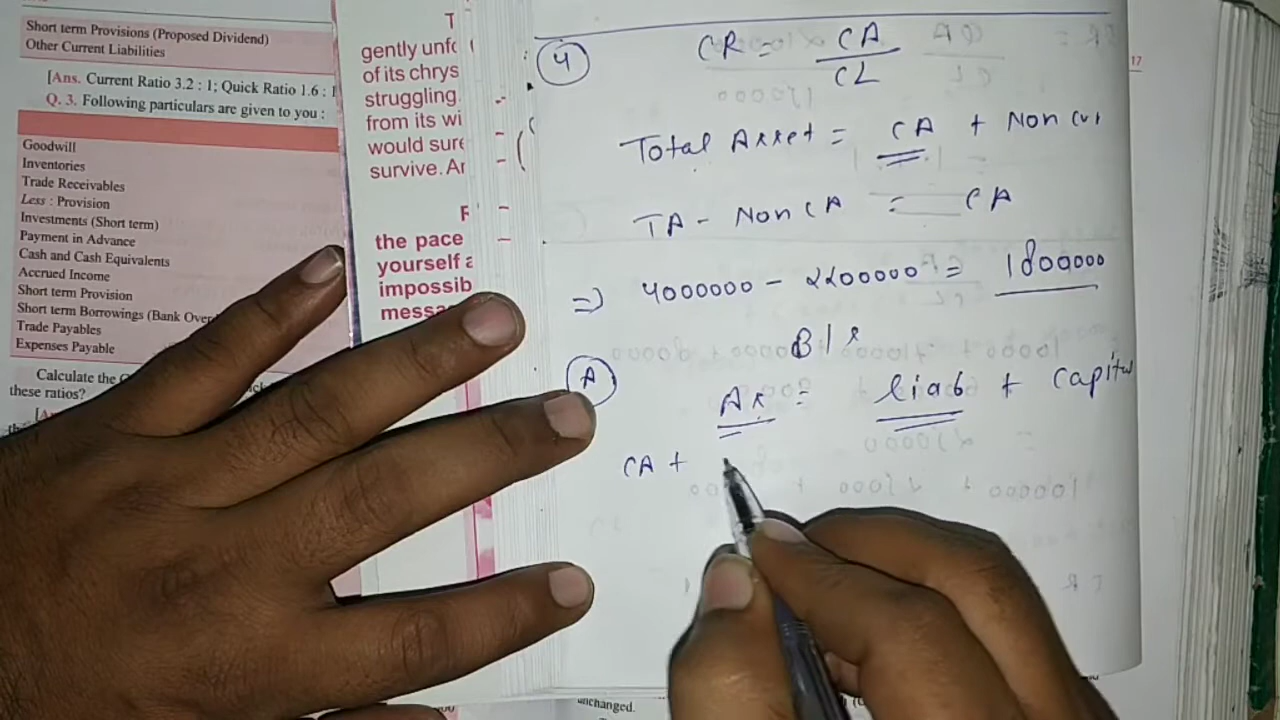 Short term Provisions (Proposed Dividend)
Other Current Liabilities
[Ans. Current Ratio 3.2 : 1; Quick Ratio 1.6 : 1
Q. 3. Following particulars are given to you :
Goodwill
Inventories
Trade Receivables
Less : Provision
Investments (Short term)
Payment in Advance
Cash and Cash Equivalents
Accrued Income
Short term Provision
Short term Borrowings (Bank Over
Trade Payables
Expenses Payable
Calculate the
these ratios?
T
gently unfo
of its chrys
struggling.
from its wi
would sure
survive. Ar
the pace
yourself a
impossib
messa
4
CR = CA
CL
Total Asset = CA + Non Cur
TA - Non CA = CA
=) 4000000 - 2200000 = 1800000
B/s
A
As = liab + capital
CA +
17
unchanged.